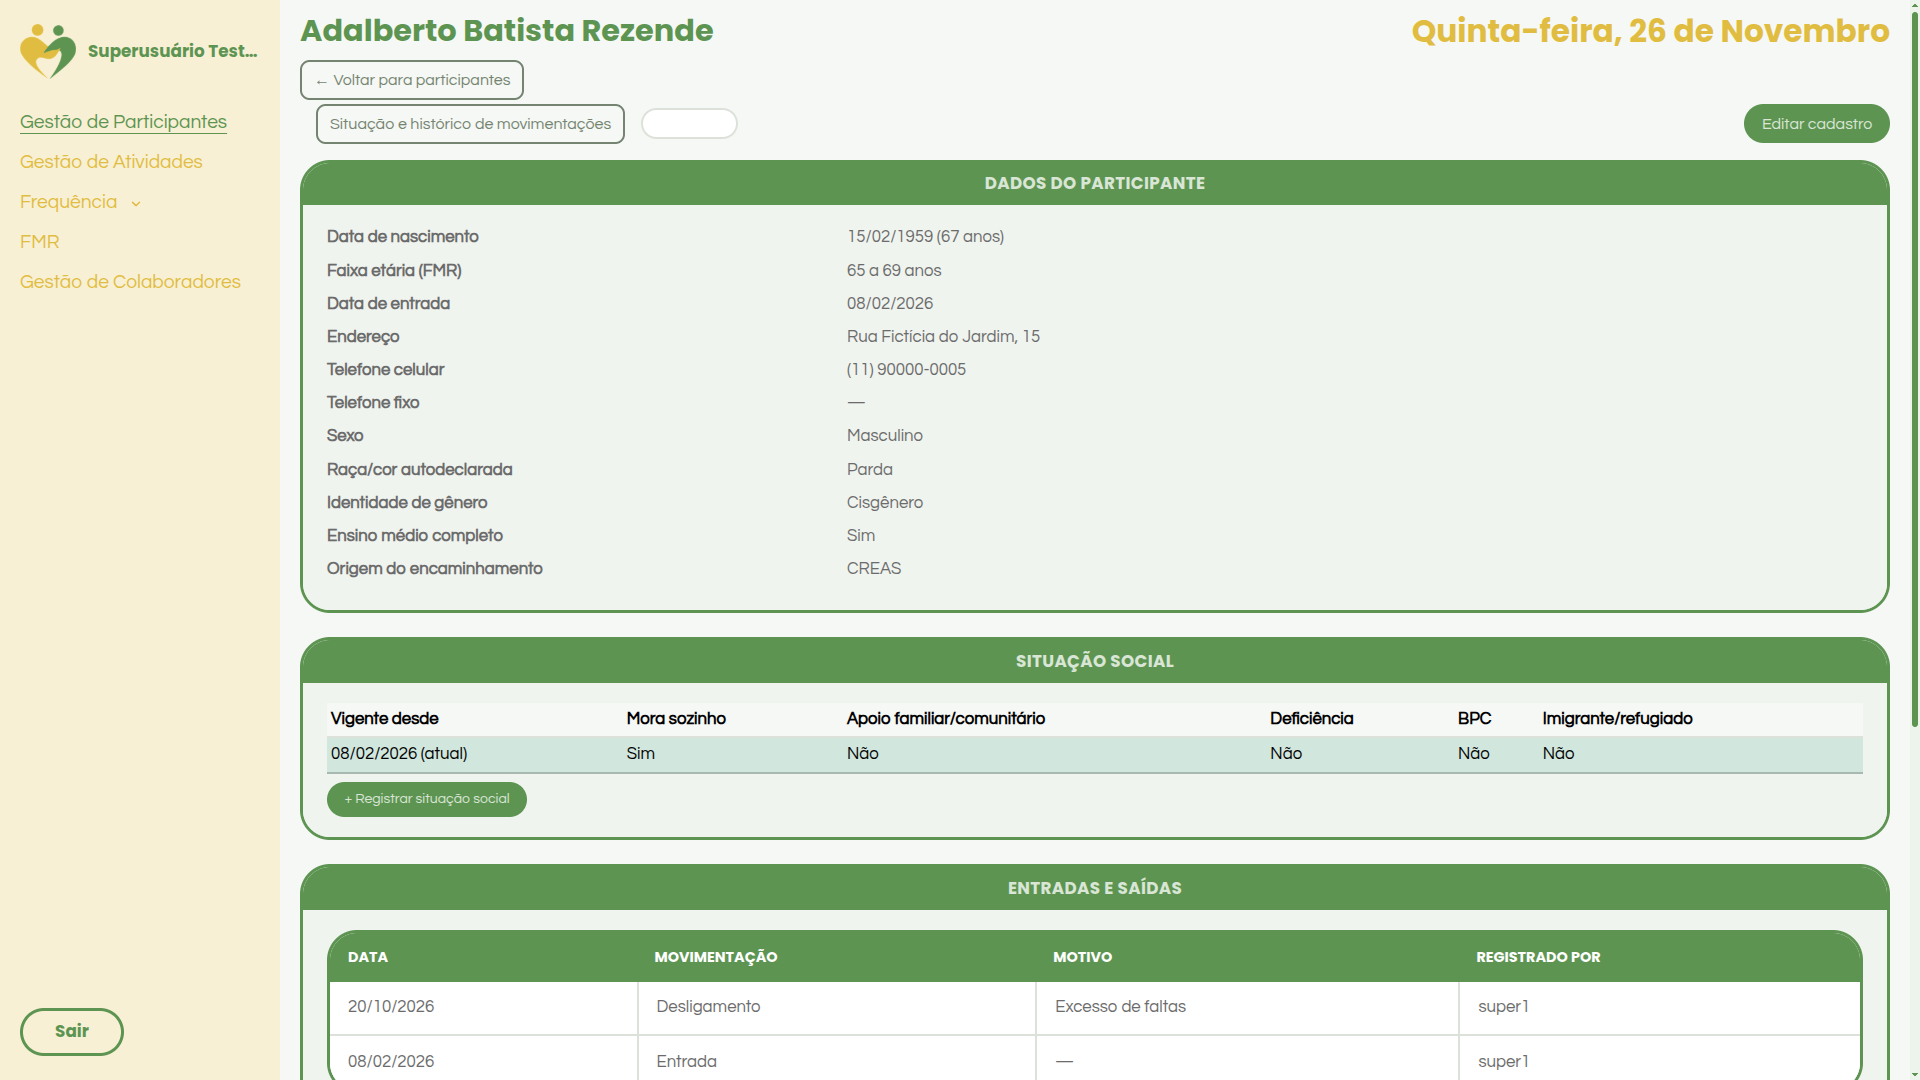 Superusuário Test...
Gestão de Participantes
Gestão de Atividades
Frequência
FMR
Gestão de Colaboradores
Sair
Adalberto Batista Rezende
Quinta-feira, 26 de Novembro
← Voltar para participantes
Situação e histórico de movimentações
Editar cadastro
DADOS DO PARTICIPANTE
Data de nascimento 15/02/1959 (67 anos)
Faixa etária (FMR) 65 a 69 anos
Data de entrada 08/02/2026
Endereço Rua Fictícia do Jardim, 15
Telefone celular (11) 90000-0005
Telefone fixo —
Sexo Masculino
Raça/cor autodeclarada Parda
Identidade de gênero Cisgênero
Ensino médio completo Sim
Origem do encaminhamento CREAS
SITUAÇÃO SOCIAL
Vigente desde Mora sozinho Apoio familiar/comunitário Deficiência BPC Imigrante/refugiado
08/02/2026 (atual) Sim Não Não Não Não
+ Registrar situação social
ENTRADAS E SAÍDAS
DATA MOVIMENTAÇÃO MOTIVO REGISTRADO POR
20/10/2026 Desligamento Excesso de faltas super1
08/02/2026 Entrada — super1